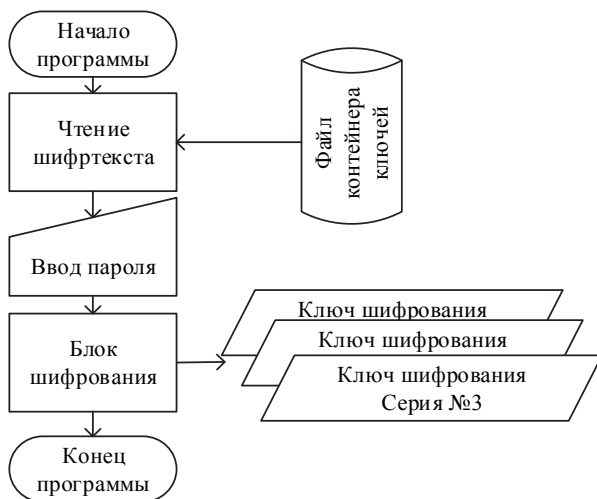 Начало
программы
Чтение
шифртекста
Файл
контейнера
ключей
Ввод пароля
Блок
шифрования
Ключ шифрования
Ключ шифрования
Ключ шифрования
Серия №3
Конец
программы